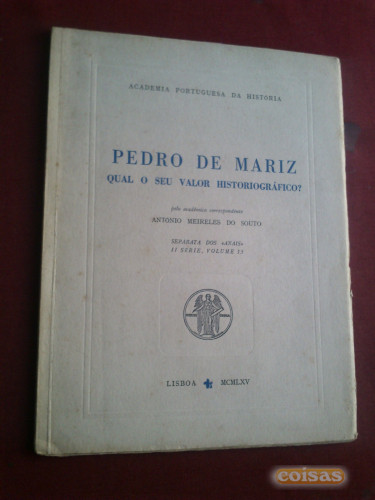 ACADEMIA PORTUGUESA DA HISTÓRIA
PEDRO DE MARIZ
QUAL O SEU VALOR HISTORIOGRÁFICO?
pelo académico correspondente
ANTONIO MEIRELES DO SOUTO
SEPARATA DOS «ANAIS»
II SÉRIE, VOLUME 15
LISBOA MCMLXV
coisas